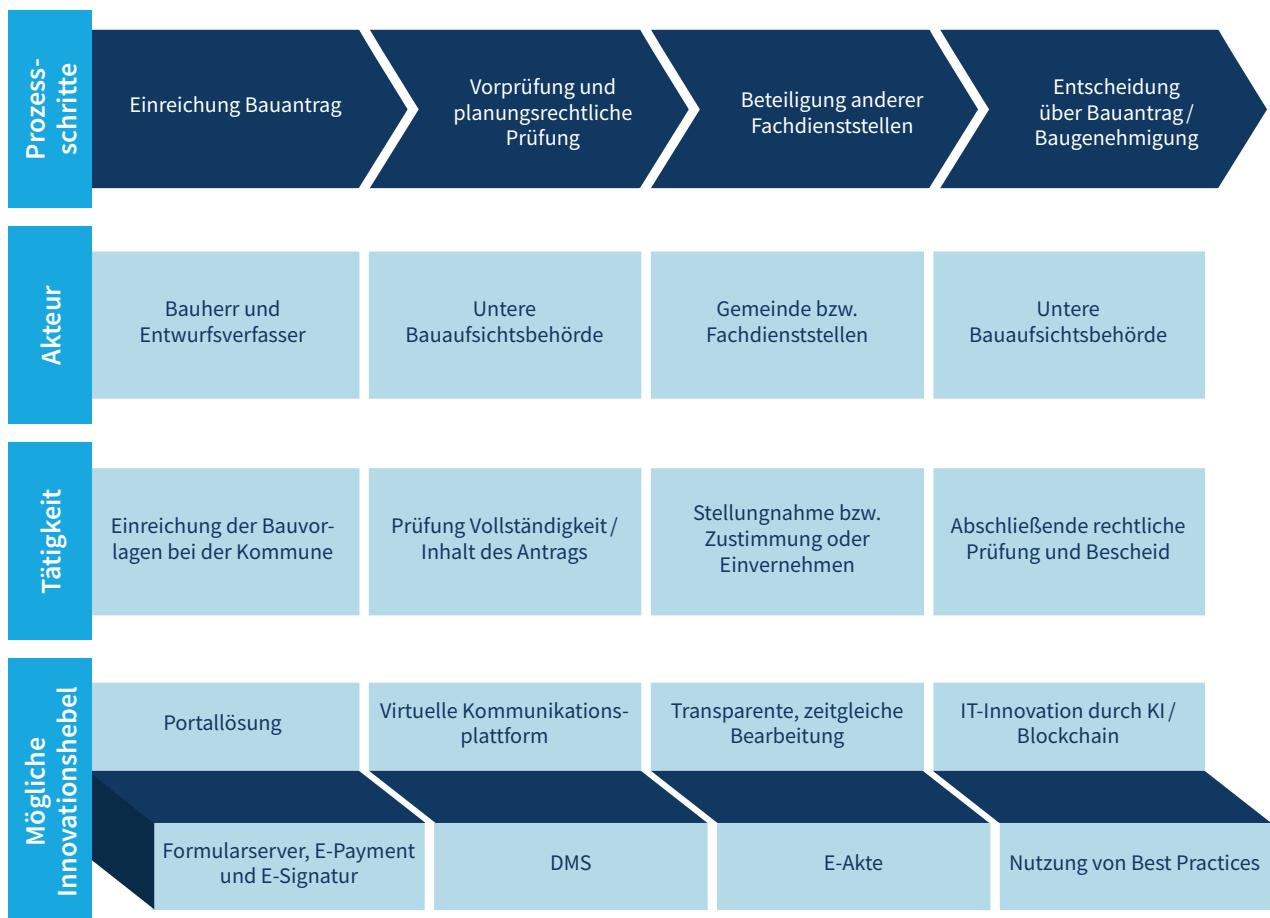 Prozess-
schritte
Einreichung Bauantrag
Vorprüfung und
planungsrechtliche
Prüfung
Beteiligung anderer
Fachdienststellen
Entscheidung
über Bauantrag/
Baugenehmigung
Akteur
Bauherr und
Entwurfsverfasser
Untere
Bauaufsichtsbehörde
Gemeinde bzw.
Fachdienststellen
Untere
Bauaufsichtsbehörde
Tätigkeit
Einreichung der Bauvor-
lagen bei der Kommune
Prüfung Vollständigkeit/
Inhalt des Antrags
Stellungnahme bzw.
Zustimmung oder
Einvernehmen
Abschließende rechtliche
Prüfung und Bescheid
Mögliche
Innovationshebel
Portallösung
Virtuelle Kommunikations-
plattform
Transparente, zeitgleiche
Bearbeitung
IT-Innovation durch KI/
Blockchain
Formularserver, E-Payment
und E-Signatur
DMS
E-Akte
Nutzung von Best Practices